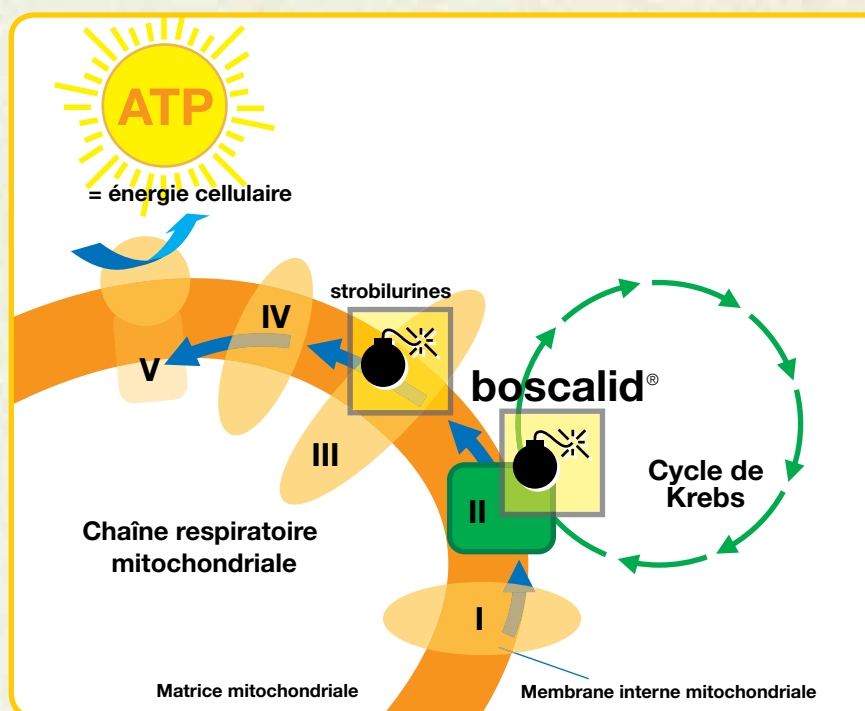 ATP
= énergie cellulaire
strobilurines
IV
V
boscalid®
III
Cycle de
Krebs
II
Chaîne respiratoire
mitochondriale
I
Matrice mitochondriale
Membrane interne mitochondriale